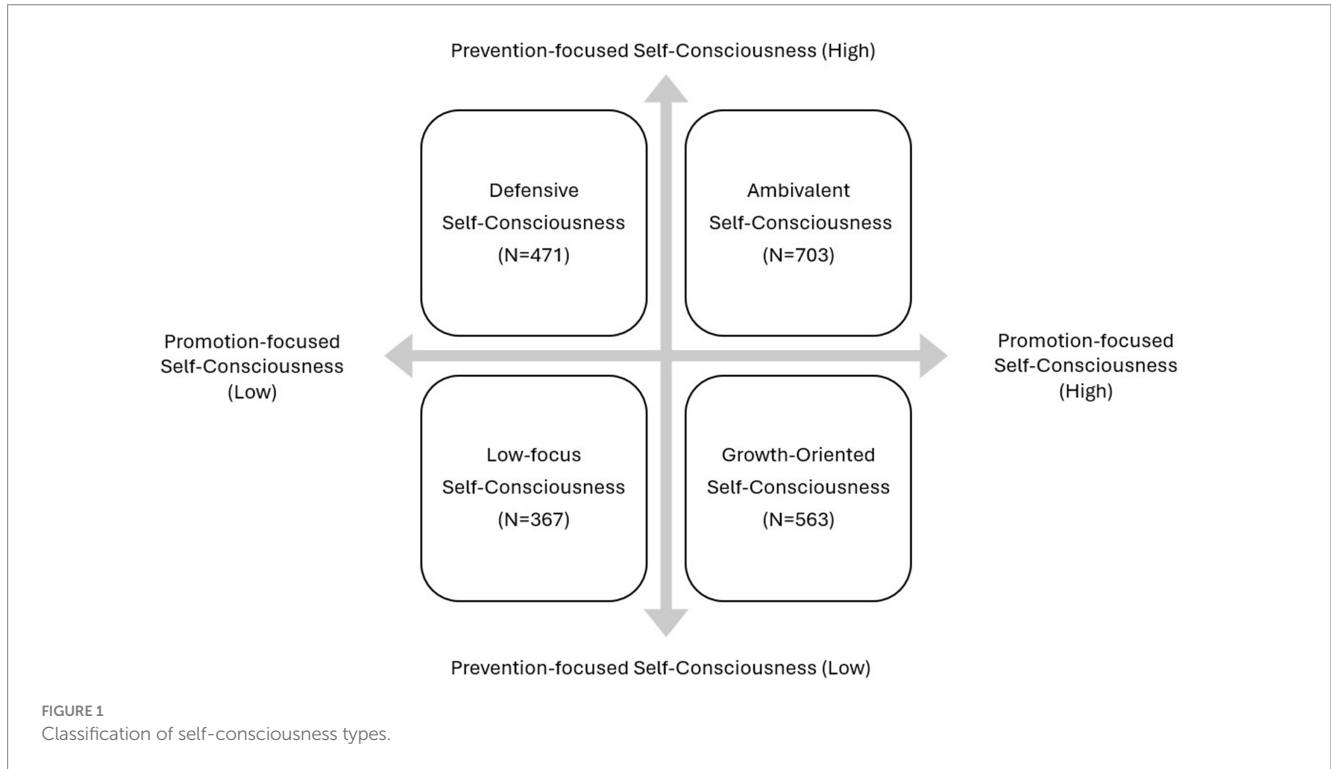 Prevention-focused Self-Consciousness (High)
Defensive
Self-Consciousness
(N=471)
Ambivalent
Self-Consciousness
(N=703)
Promotion-focused
Self-Consciousness
(Low)
Promotion-focused
Self-Consciousness
(High)
Low-focus
Self-Consciousness
(N=367)
Growth-Oriented
Self-Consciousness
(N=563)
Prevention-focused Self-Consciousness (Low)
FIGURE 1
Classification of self-consciousness types.